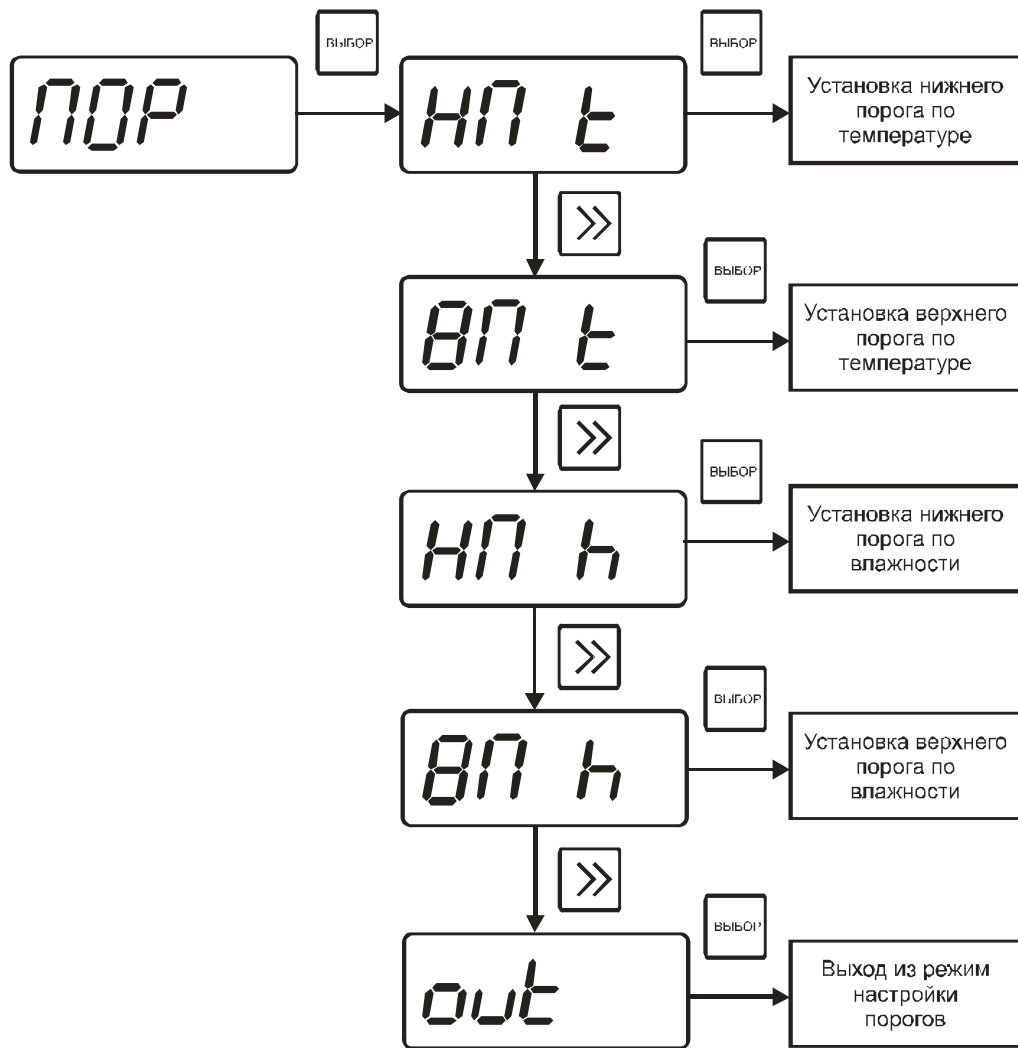 ВЫБОР
ВЫБОР
ПОР
НП t
Установка нижнего
порога по
температуре
ВЫБОР
ВП t
Установка верхнего
порога по
температуре
ВЫБОР
НП h
Установка нижнего
порога по
влажности
ВЫБОР
ВП h
Установка верхнего
порога по
влажности
ВЫБОР
out
Выход из режим
настройки
порогов